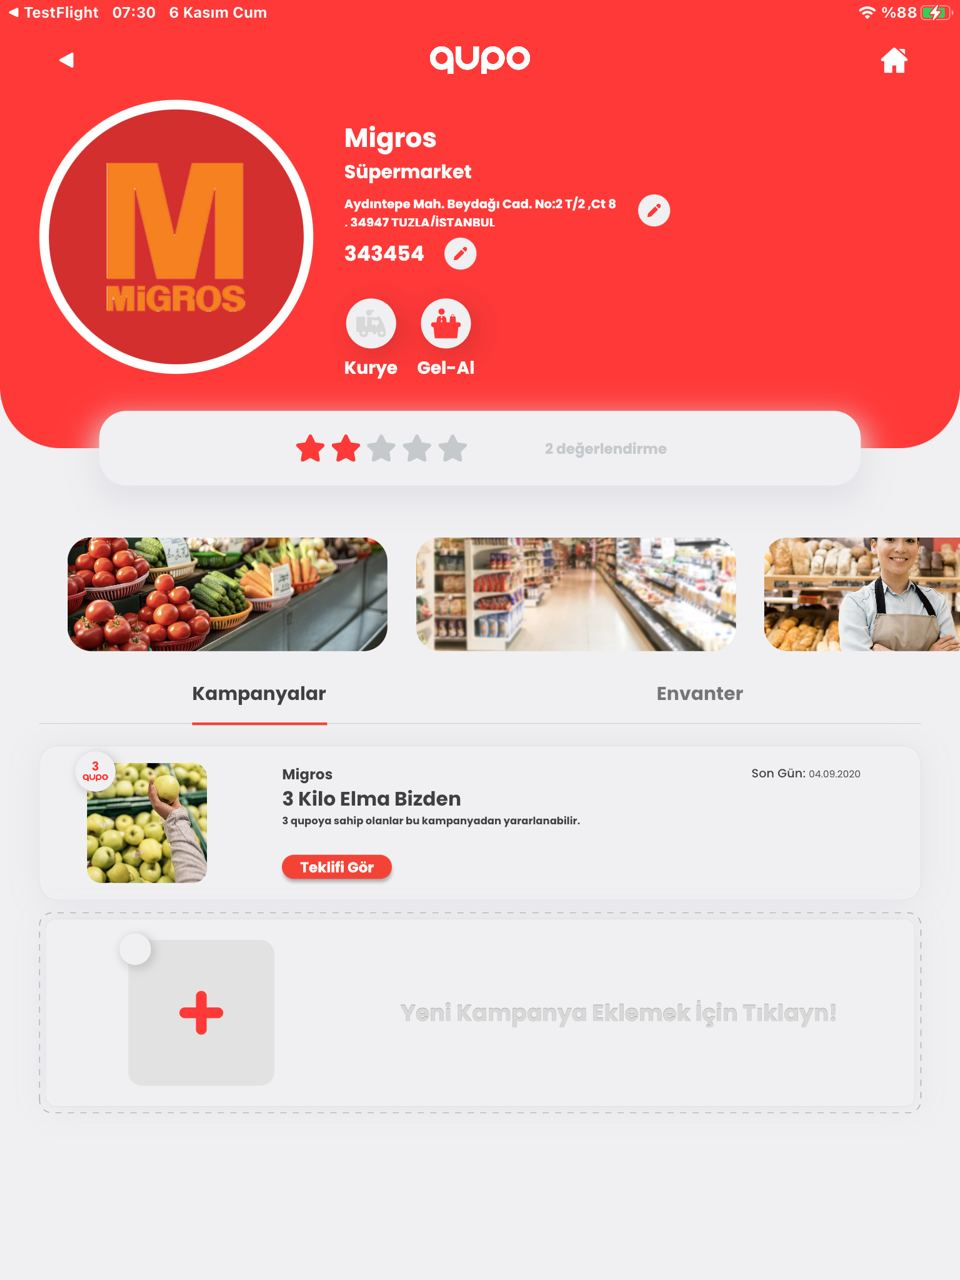 TestFlight 07:30 6 Kasım Cum %88
qupo
Migros
Süpermarket
Aydıntepe Mah. Beydağı Cad. No:2 T/2 ,Ct 8
. 34947 TUZLA/İSTANBUL
343454
M
MiGROS
Kurye Gel-Al
2 değerlendirme
Kampanyalar Envanter
3
qupo
Migros
Son Gün: 04.09.2020
3 Kilo Elma Bizden
3 qupoya sahip olanlar bu kampanyadan yararlanabilir.
Teklifi Gör
Yeni Kampanya Eklemek İçin Tıklayn!